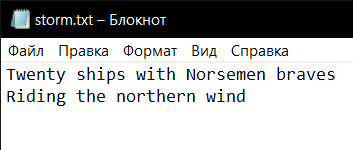 storm.txt – Блокнот
Файл Правка Формат Вид Справка
Twenty ships with Norsemen braves
Riding the northern wind